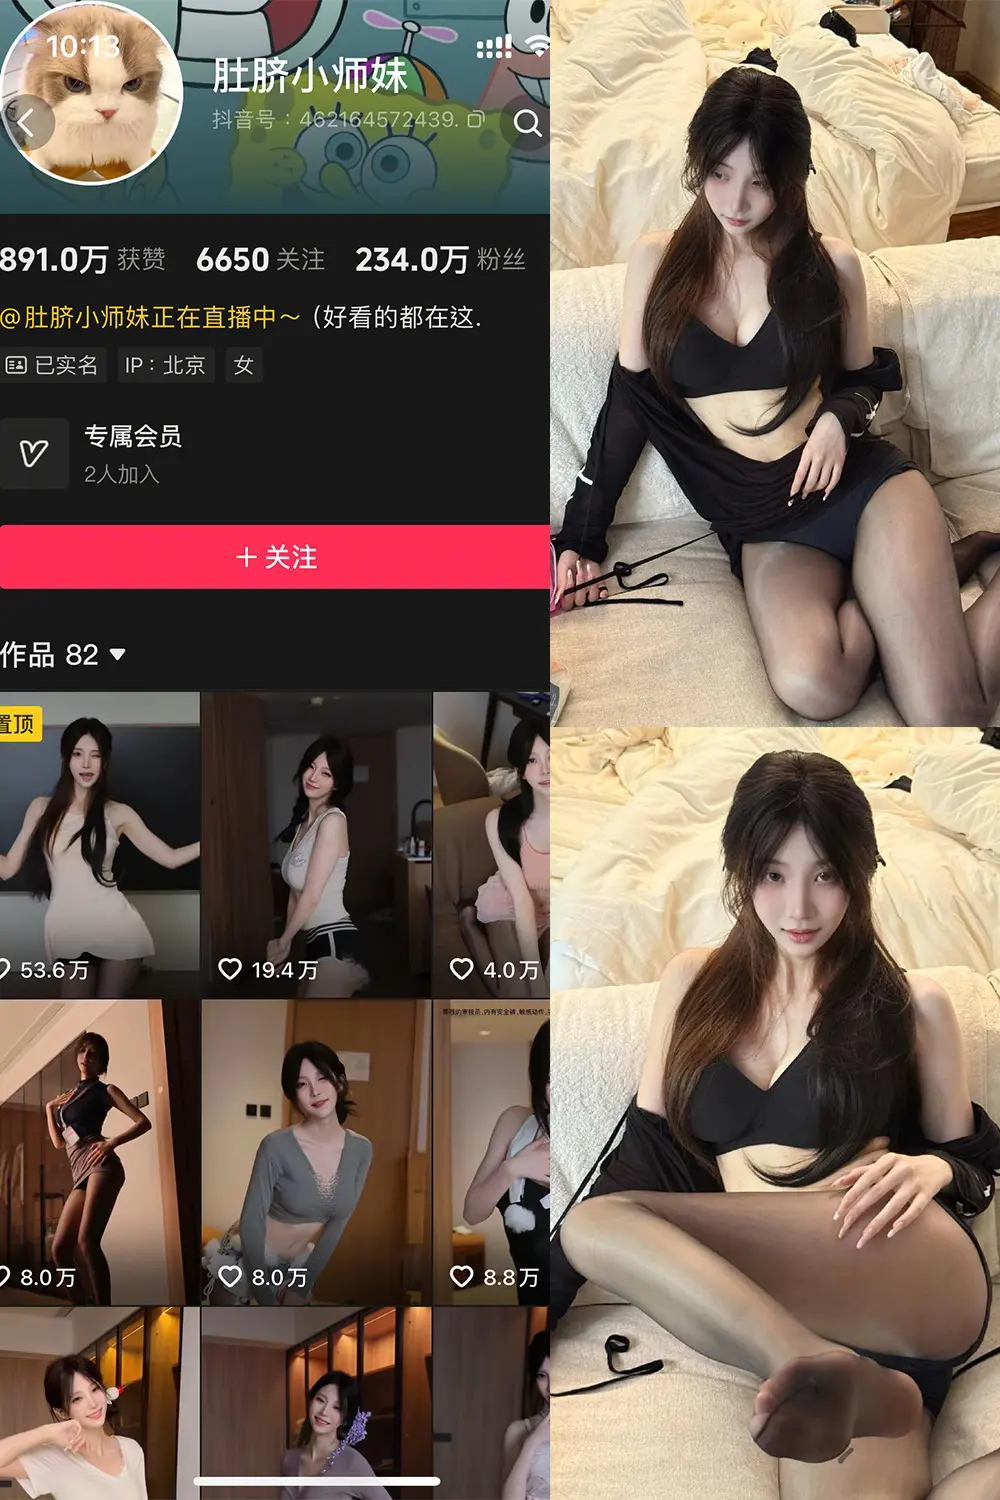 10:13
肚脐小师妹
抖音号：462164572439.
891.0万 获赞 6650 关注 234.0万 粉丝
@肚脐小师妹正在直播中～（好看的都在这.
已实名 IP：北京 女
专属会员
2人加入
＋关注
作品 82
置顶
53.6万 19.4万 4.0万
8.0万 8.0万 8.8万